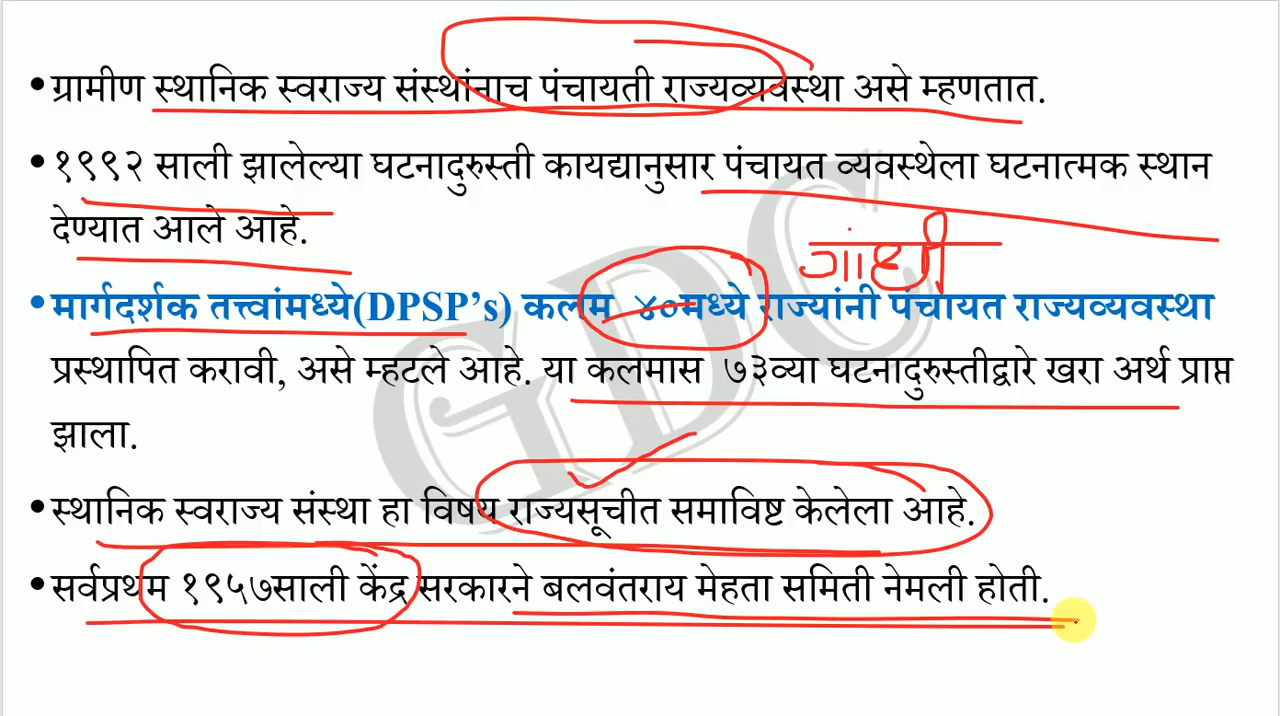 • ग्रामीण स्थानिक स्वराज्य संस्थांनाच पंचायती राज्यव्यवस्था असे म्हणतात.
• १९९२ साली झालेल्या घटनादुरुस्ती कायद्यानुसार पंचायत व्यवस्थेला घटनात्मक स्थान
देण्यात आले आहे.
गांधी
• मार्गदर्शक तत्त्वांमध्ये(DPSP’s) कलम ४०मध्ये राज्यांनी पंचायत राज्यव्यवस्था
प्रस्थापित करावी, असे म्हटले आहे. या कलमास ७३व्या घटनादुरुस्तीद्वारे खरा अर्थ प्राप्त
झाला.
• स्थानिक स्वराज्य संस्था हा विषय राज्यसूचीत समाविष्ट केलेला आहे.
• सर्वप्रथम १९५७साली केंद्र सरकारने बलवंतराय मेहता समिती नेमली होती.
GDC